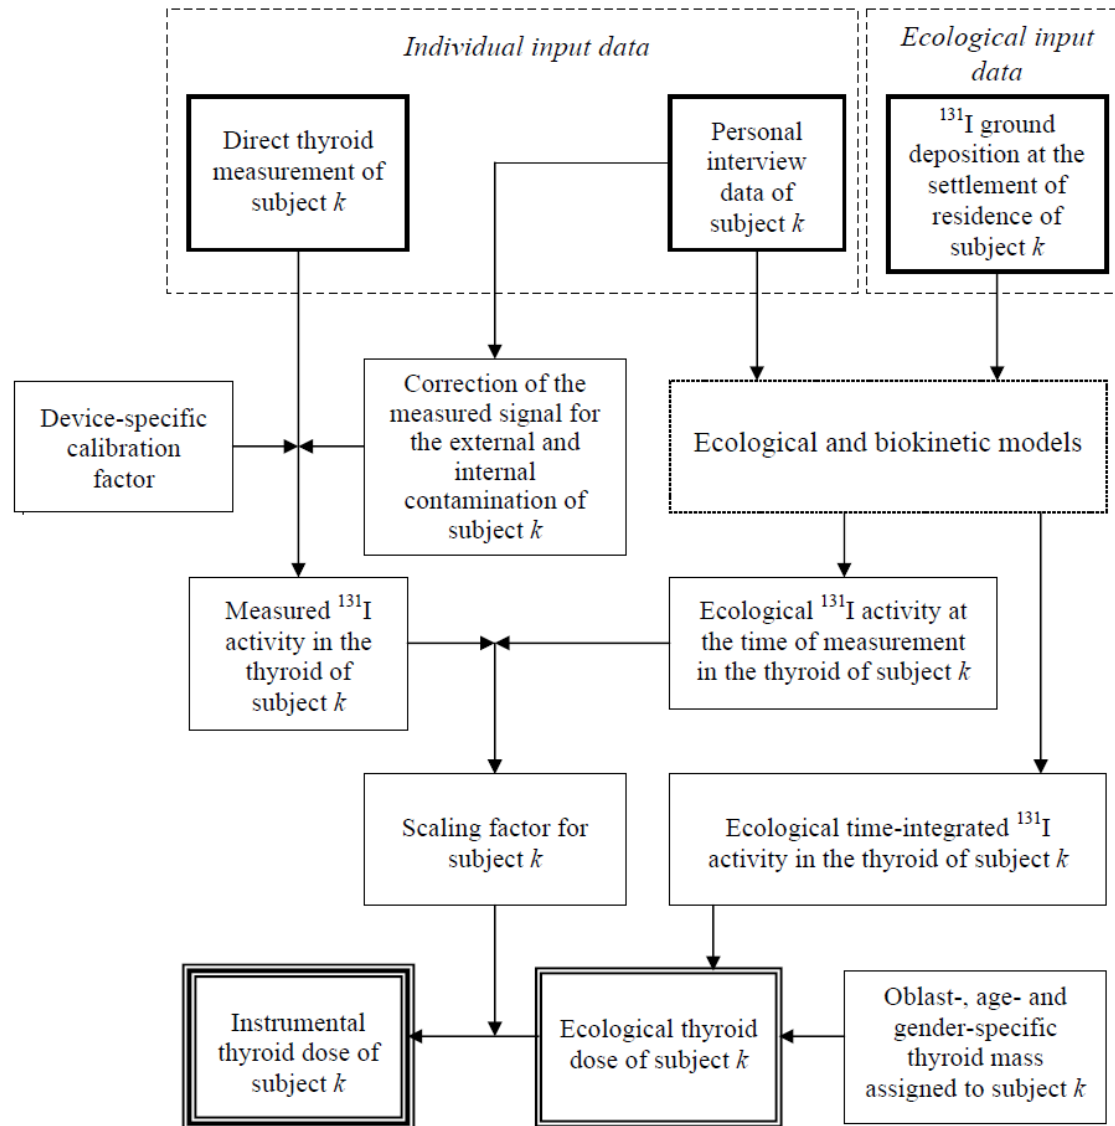 Individual input data
Ecological input
data
Direct thyroid
measurement of
subject k
Personal
interview
data of
subject k
¹³¹I ground
deposition at the
settlement of
residence of
subject k
Device-specific
calibration
factor
Correction of the
measured signal for
the external and
internal
contamination of
subject k
Ecological and biokinetic models
Measured ¹³¹I
activity in the
thyroid of
subject k
Ecological ¹³¹I activity at
the time of measurement
in the thyroid of subject k
Scaling factor for
subject k
Ecological time-integrated ¹³¹I
activity in the thyroid of subject k
Instrumental
thyroid dose of
subject k
Ecological thyroid
dose of subject k
Oblast-, age- and
gender-specific
thyroid mass
assigned to subject k